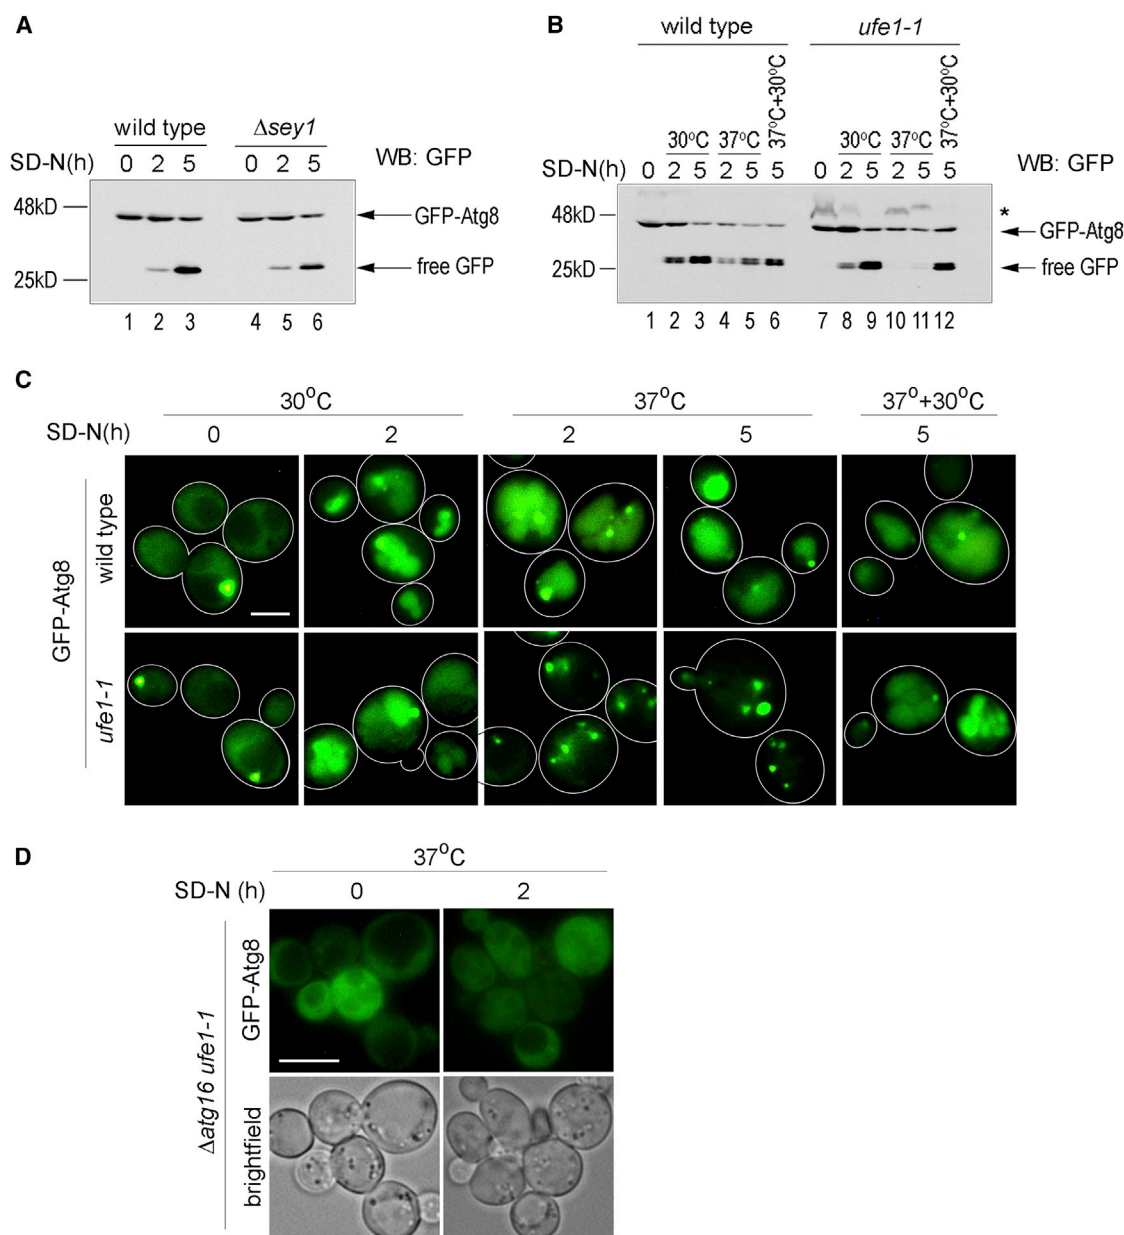 A
wild type Δsey1
SD-N(h) 0 2 5 0 2 5 WB: GFP
48kD
GFP-Atg8
free GFP
25kD
1 2 3 4 5 6
B
wild type ufe1-1
30°C 37°C 37°C+30°C 30°C 37°C 37°C+30°C
SD-N(h) 0 2 5 2 5 5 0 2 5 2 5 5 WB: GFP
48kD
*
GFP-Atg8
25kD
free GFP
1 2 3 4 5 6 7 8 9 10 11 12
C
30°C 37°C 37°+30°C
SD-N(h) 0 2 2 5 5
GFP-Atg8
wild type
ufe1-1
D
37°C
SD-N (h) 0 2
Δatg16 ufe1-1
GFP-Atg8
brightfield